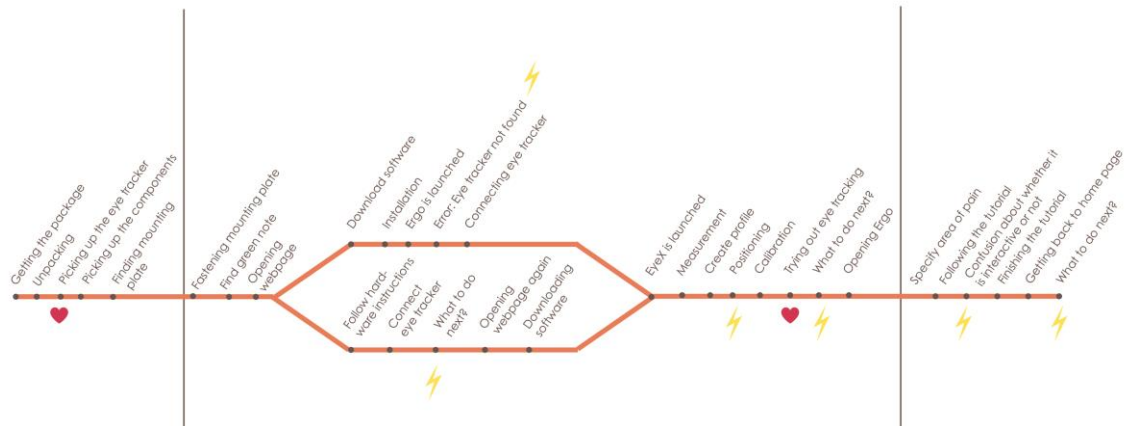 Getting the package
Unpacking
Picking up the eye tracker
Picking up the components
Finding mounting
plate
Fastening mounting plate
Find green note
Opening
webpage
Download software
Installation
Ergo is launched
Error: Eye tracker not found
Connecting eye tracker
Follow hard-
ware instructions
Connect
eye tracker
What to do
next?
Opening
webpage again
Downloading
software
EyeX is launched
Measurement
Create profile
Positioning
Calibration
Trying out eye tracking
What to do next?
Opening Ergo
Specify area of pain
Following the tutorial
Confusion about whether it
is interactive or not
Finishing the tutorial
Getting back to home page
What to do next?